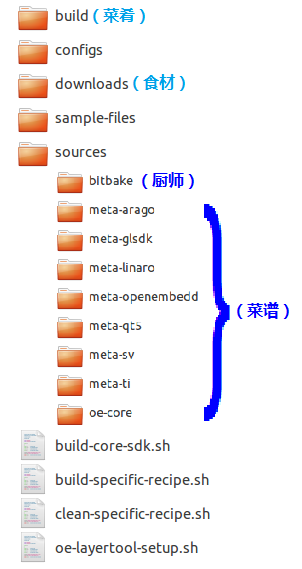 build（菜肴）
configs
downloads（食材）
sample-files
sources
bitbake（厨师）
meta-arago
meta-glsdk
meta-linaro
meta-openembedd
meta-qt5
meta-sv
meta-ti
oe-core
（菜谱）
build-core-sdk.sh
build-specific-recipe.sh
clean-specific-recipe.sh
oe-layertool-setup.sh